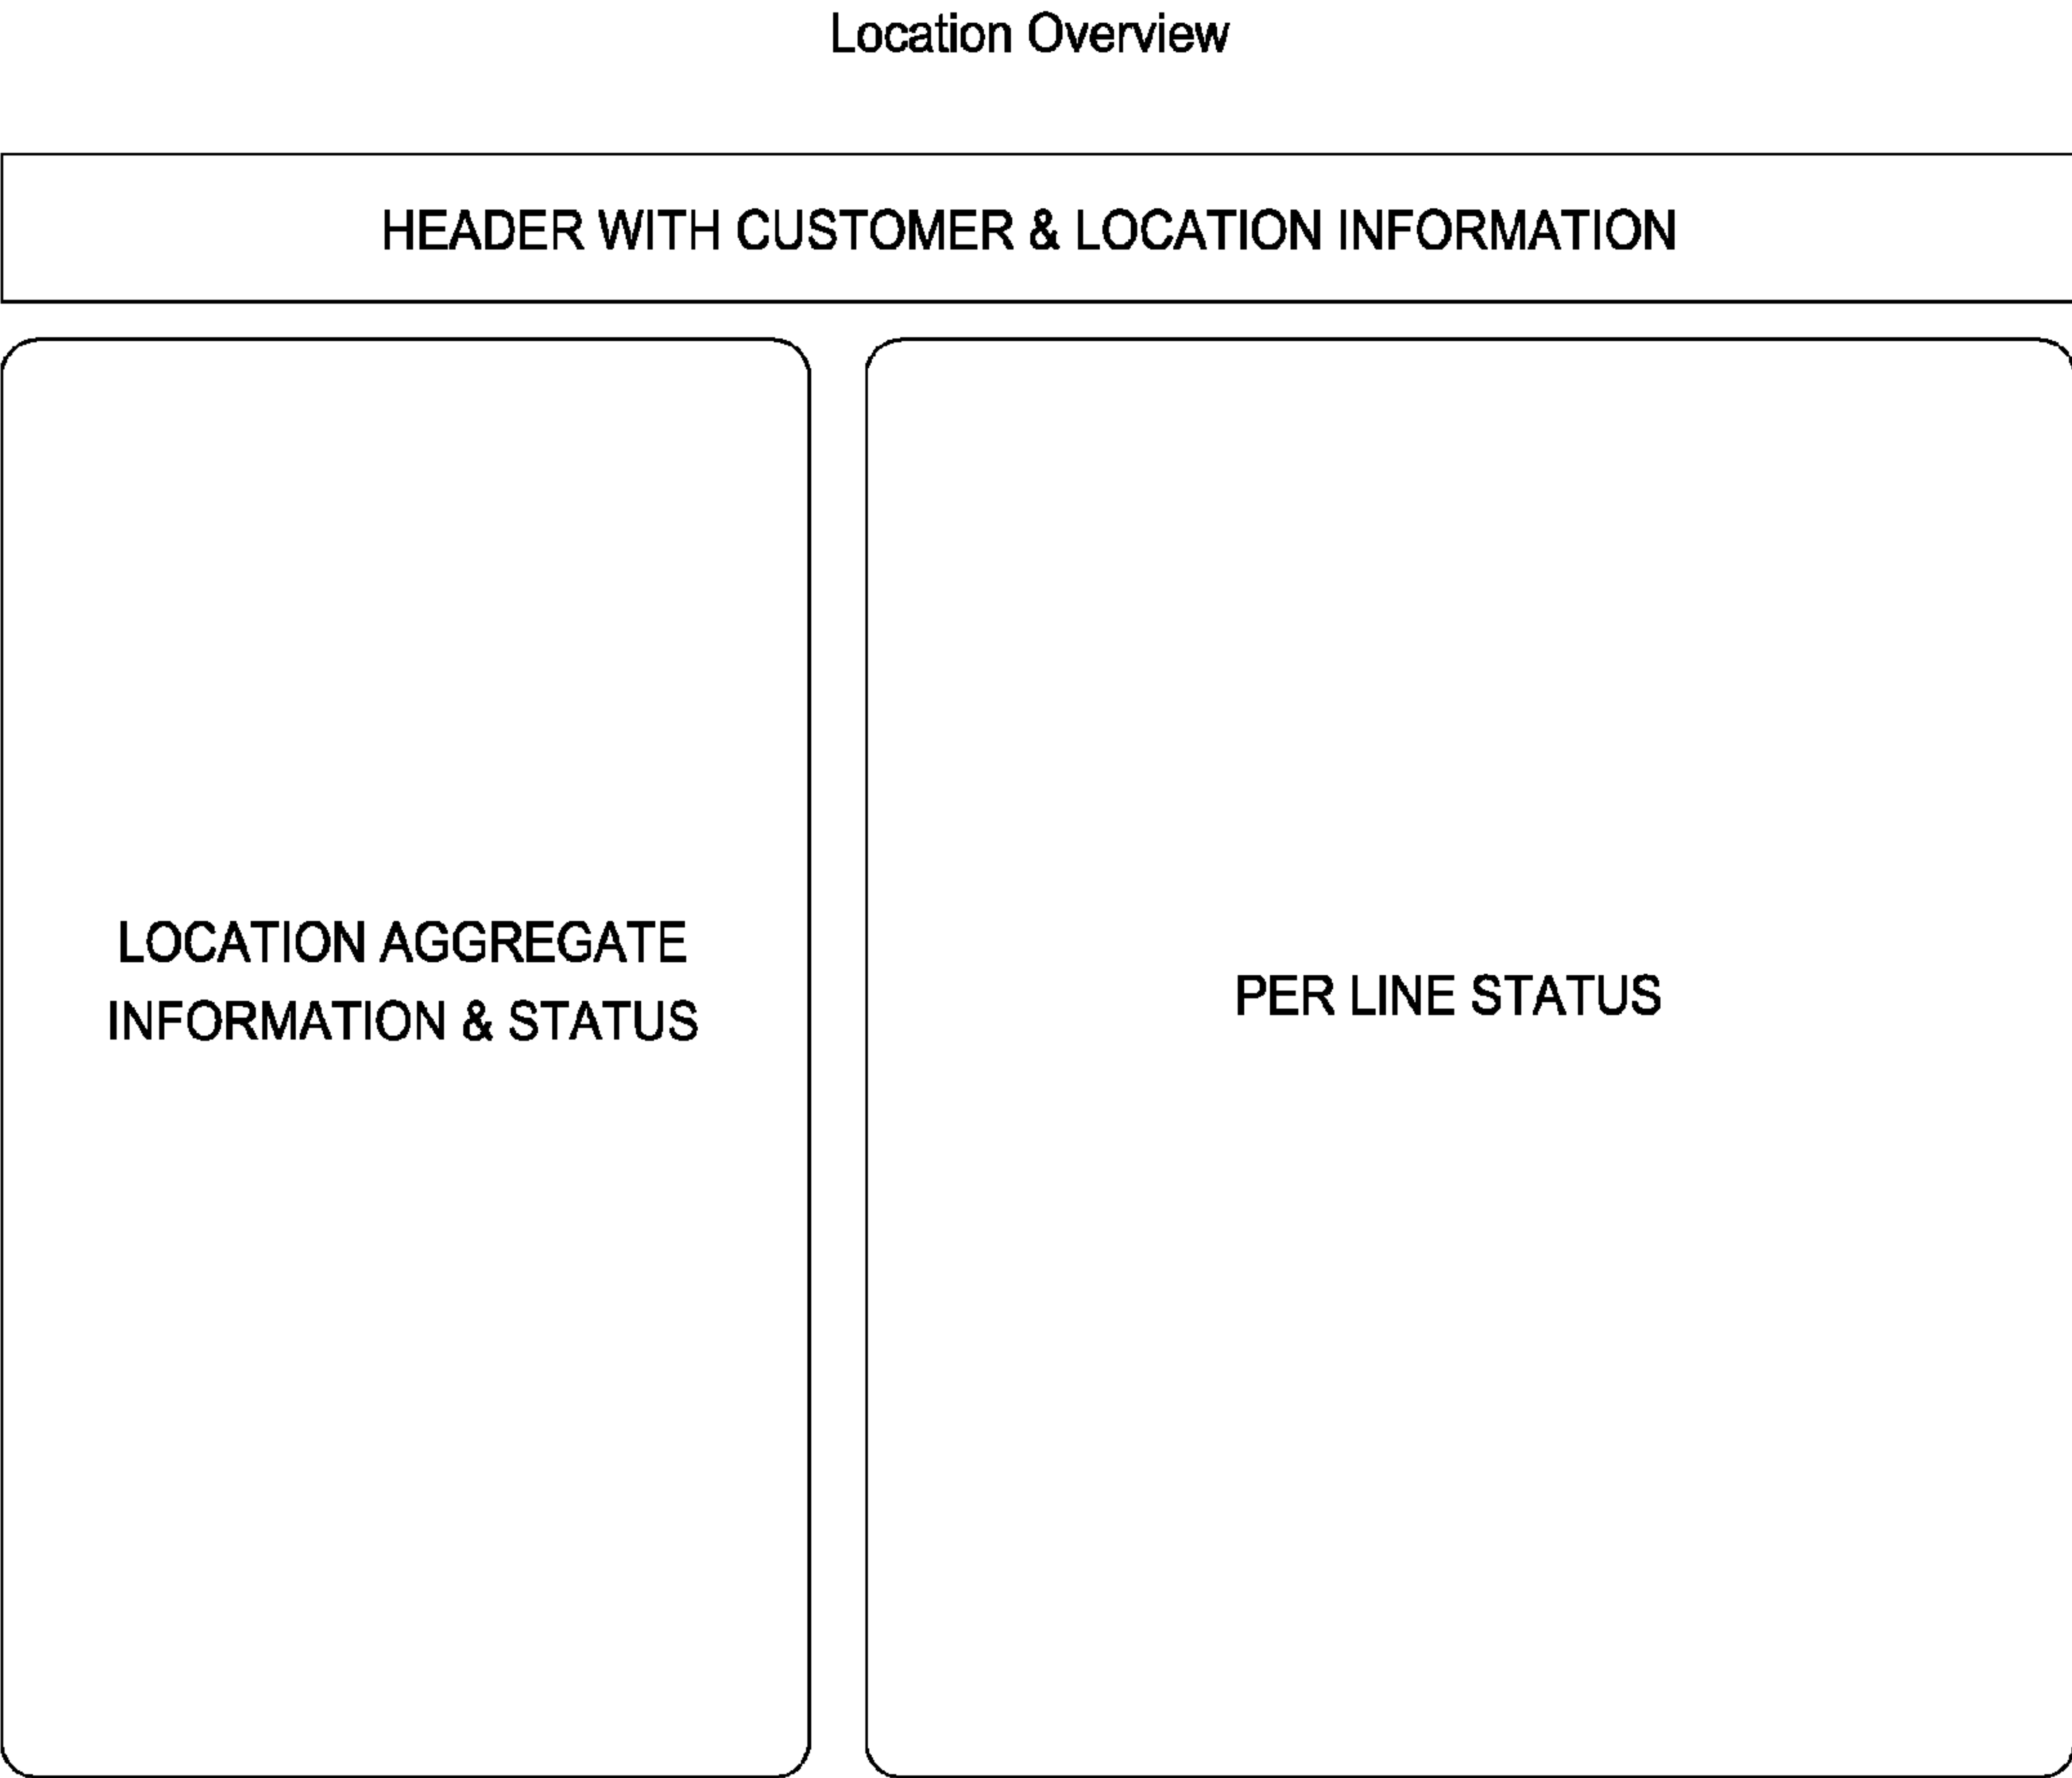 Location Overview
HEADER WITH CUSTOMER & LOCATION INFORMATION
LOCATION AGGREGATE
INFORMATION & STATUS
PER LINE STATUS